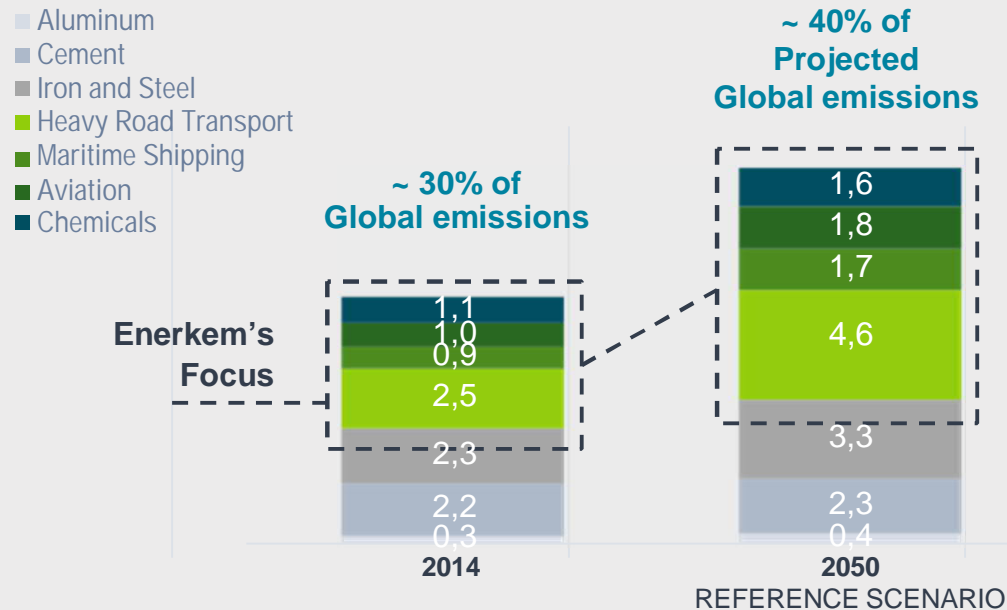 Aluminum
Cement
Iron and Steel
Heavy Road Transport
Maritime Shipping
Aviation
Chemicals
~ 30% of
Global emissions
~ 40% of
Projected
Global emissions
Enerkem's
Focus
1,1
1,0
0,9
2,5
2,3
2,2
0,3
1,6
1,8
1,7
4,6
3,3
2,3
0,4
2014
2050
REFERENCE SCENARIO